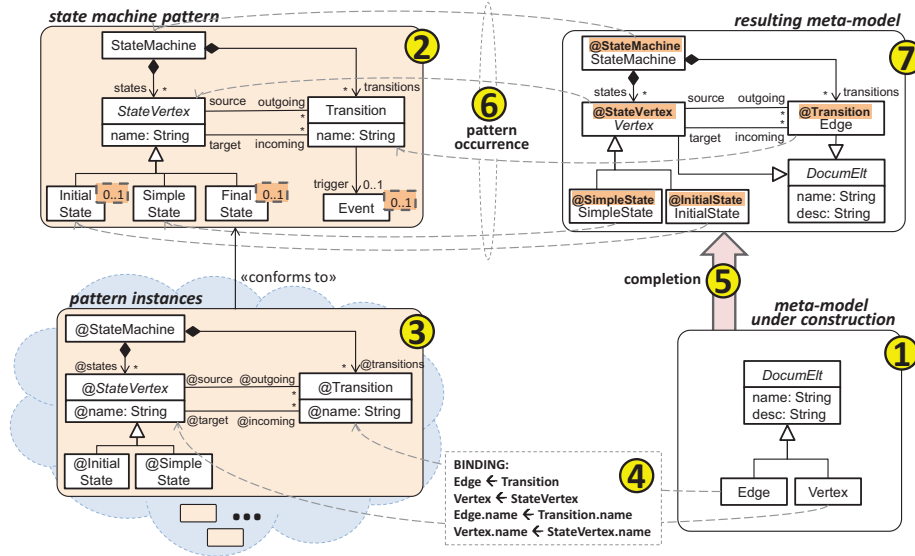 state machine pattern
2
StateMachine
states
*
*
transitions
StateVertex
name: String
source
outgoing
*
*
target
incoming
Transition
name: String
Initial
State
0..1
Simple
State
Final
State
0..1
trigger
0..1
Event
0..1
6
pattern
occurrence
resulting meta-model
7
@StateMachine
StateMachine
states
*
*
transitions
@StateVertex
Vertex
source
outgoing
*
*
target
incoming
@Transition
Edge
DocumElt
name: String
desc: String
@SimpleState
SimpleState
@InitialState
InitialState
«conforms to»
completion
5
pattern instances
3
@StateMachine
@states
*
*
@transitions
@StateVertex
@name: String
@source
@outgoing
*
*
@target
@incoming
@Transition
@name: String
@Initial
State
@Simple
State
meta-model
under construction
1
DocumElt
name: String
desc: String
Edge
Vertex
4
BINDING:
Edge ← Transition
Vertex ← StateVertex
Edge.name ← Transition.name
Vertex.name ← StateVertex.name